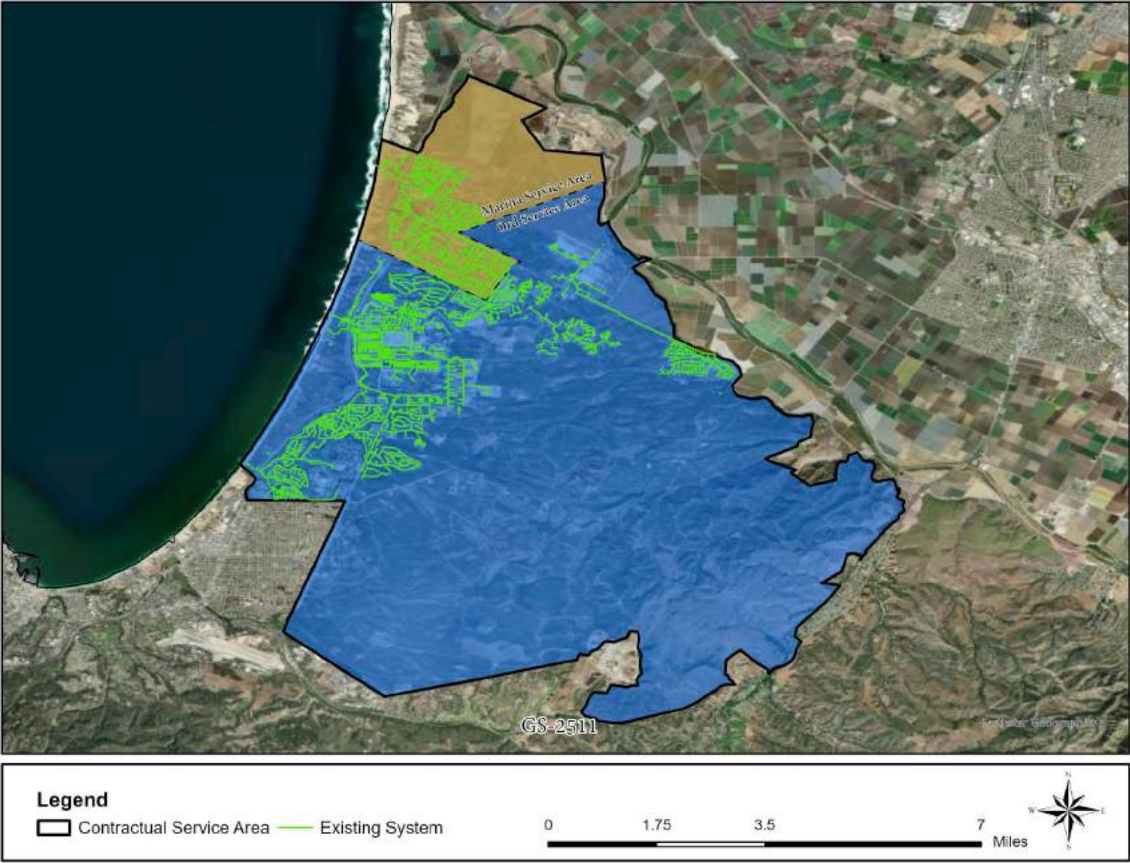 Marina Service Area
Ord Service Area
GS-2511
Legend
Contractual Service Area
Existing System
0 1.75 3.5 7
Miles
N
W E
S